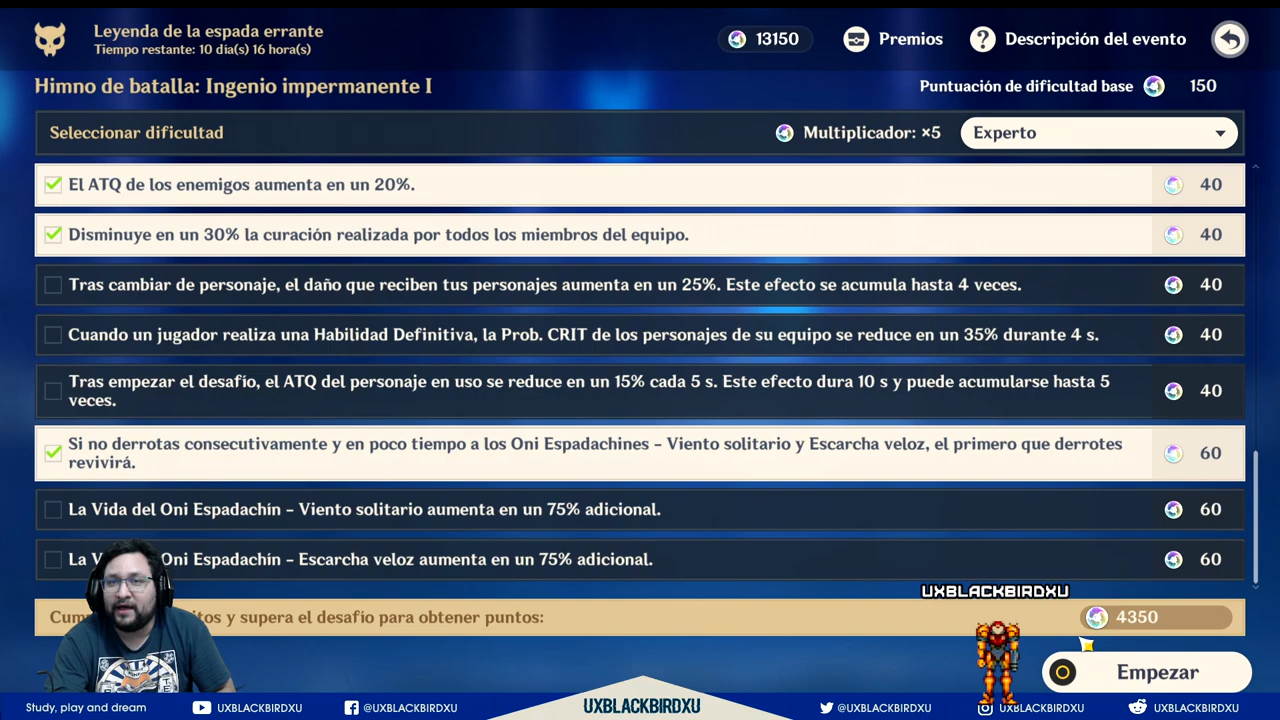 Leyenda de la espada errante
Tiempo restante: 10 día(s) 16 hora(s)
13150
Premios
? Descripción del evento
Himno de batalla: Ingenio impermanente I
Puntuación de dificultad base 150
Seleccionar dificultad
Multiplicador: ×5
Experto
El ATQ de los enemigos aumenta en un 20%.
40
Disminuye en un 30% la curación realizada por todos los miembros del equipo.
40
Tras cambiar de personaje, el daño que reciben tus personajes aumenta en un 25%. Este efecto se acumula hasta 4 veces.
40
Cuando un jugador realiza una Habilidad Definitiva, la Prob. CRIT de los personajes de su equipo se reduce en un 35% durante 4 s.
40
Tras empezar el desafío, el ATQ del personaje en uso se reduce en un 15% cada 5 s. Este efecto dura 10 s y puede acumularse hasta 5
veces.
40
Si no derrotas consecutivamente y en poco tiempo a los Oni Espadachines – Viento solitario y Escarcha veloz, el primero que derrotes
revivirá.
60
La Vida del Oni Espadachín – Viento solitario aumenta en un 75% adicional.
60
La V Oni Espadachín – Escarcha veloz aumenta en un 75% adicional.
60
UXBLACKBIRDXU
Cum itos y supera el desafío para obtener puntos:
4350
Empezar
Study, play and dream
UXBLACKBIRDXU
@UXBLACKBIRDXU
UXBLACKBIRDXU
@UXBLACKBIRDXU
UXBLACKBIRDXU
UXBLACKBIRDXU